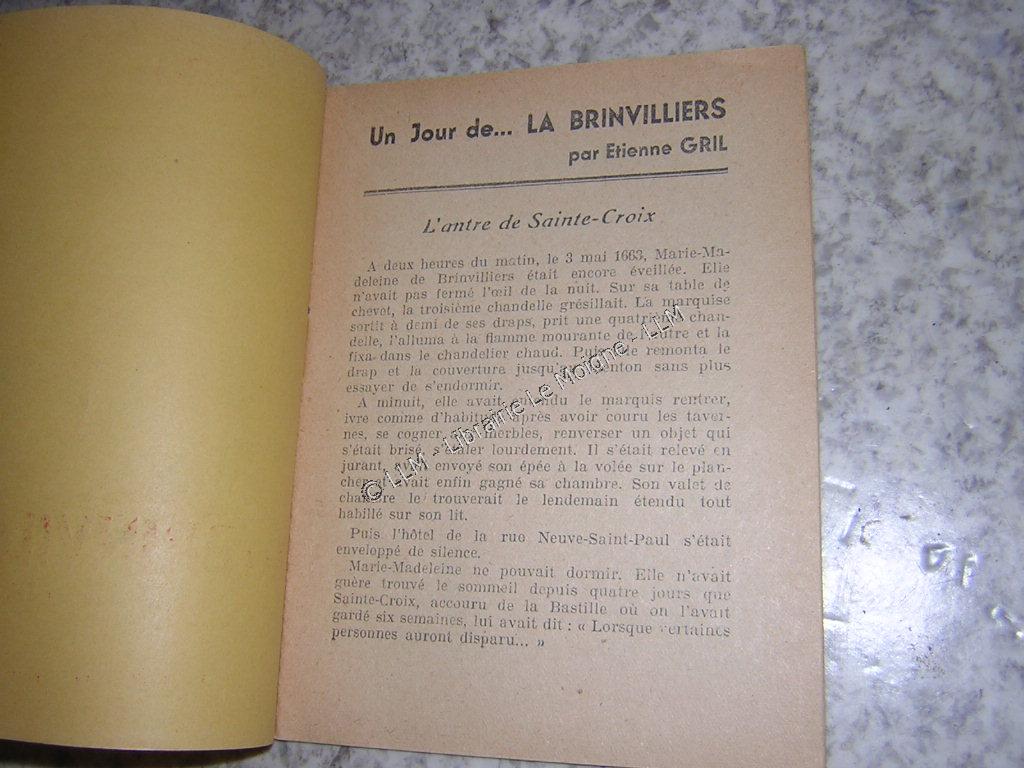 Un Jour de... LA BRINVILLIERS
par Etienne GRIL
L'antre de Sainte-Croix
A deux heures du matin, le 3 mai 1663, Marie-Ma-
deleine de Brinvilliers était encore éveillée. Elle
n'avait pas fermé l'œil de la nuit. Sur sa table de
chevet, la troisième chandelle grésillait. La marquise
sortit à demi de ses draps, prit une quatrième chan-
delle, l'alluma à la flamme mourante de l'autre et la
fixa dans le chandelier chaud. Puis elle remonta le
drap et la couverture jusqu'au menton sans plus
essayer de s'endormir.
A minuit, elle avait entendu le marquis rentrer,
ivre comme d'habitude après avoir couru les taver-
nes, se cogner meubles, renverser un objet qui
s'était brisé, s'étaler lourdement. Il s'était relevé en
jurant, avait envoyé son épée à la volée sur le plan-
cher et avait enfin gagné sa chambre. Son valet de
chambre le trouverait le lendemain étendu tout
habillé sur son lit.
Puis l'hôtel de la rue Neuve-Saint-Paul s'était
enveloppé de silence.
Marie-Madeleine ne pouvait dormir. Elle n'avait
guère trouvé le sommeil depuis quatre jours que
Sainte-Croix, accouru de la Bastille où on l'avait
gardé six semaines, lui avait dit : « Lorsque certaines
personnes auront disparu... »
© LLM - Librairie Le Moigne - LLM